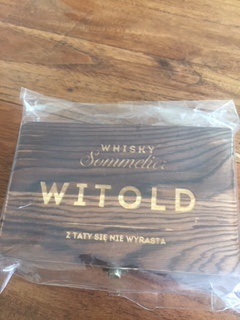 WHISKY
Sommelier
WITOLD
Z TATY SIĘ NIE WYRASTA